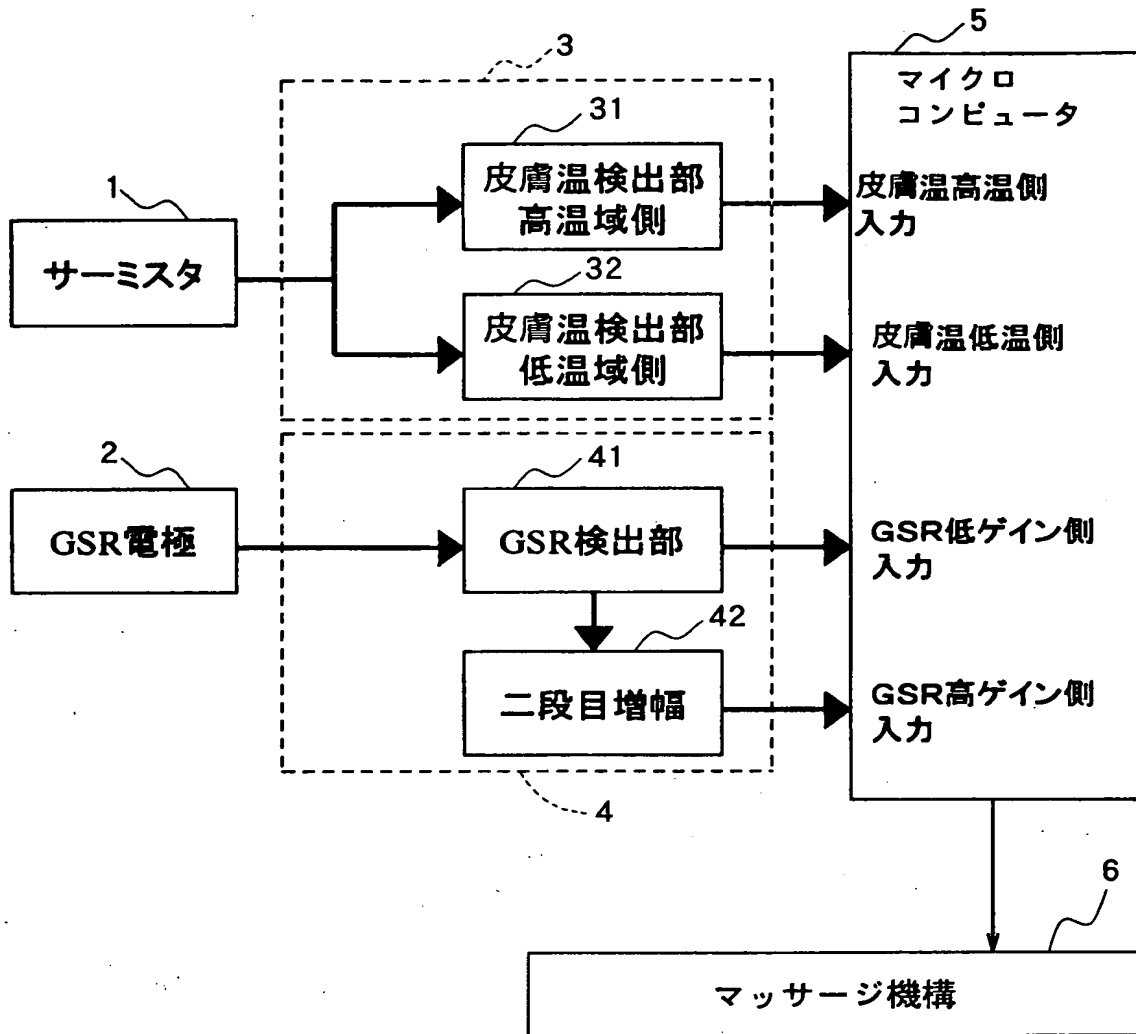 3
5
マイクロ
コンピュータ
31
皮膚温検出部
高温域側
皮膚温高温側
入力
1
サーミスタ
32
皮膚温検出部
低温域側
皮膚温低温側
入力
2
GSR電極
41
GSR検出部
GSR低ゲイン側
入力
42
二段目増幅
GSR高ゲイン側
入力
4
6
マッサージ機構